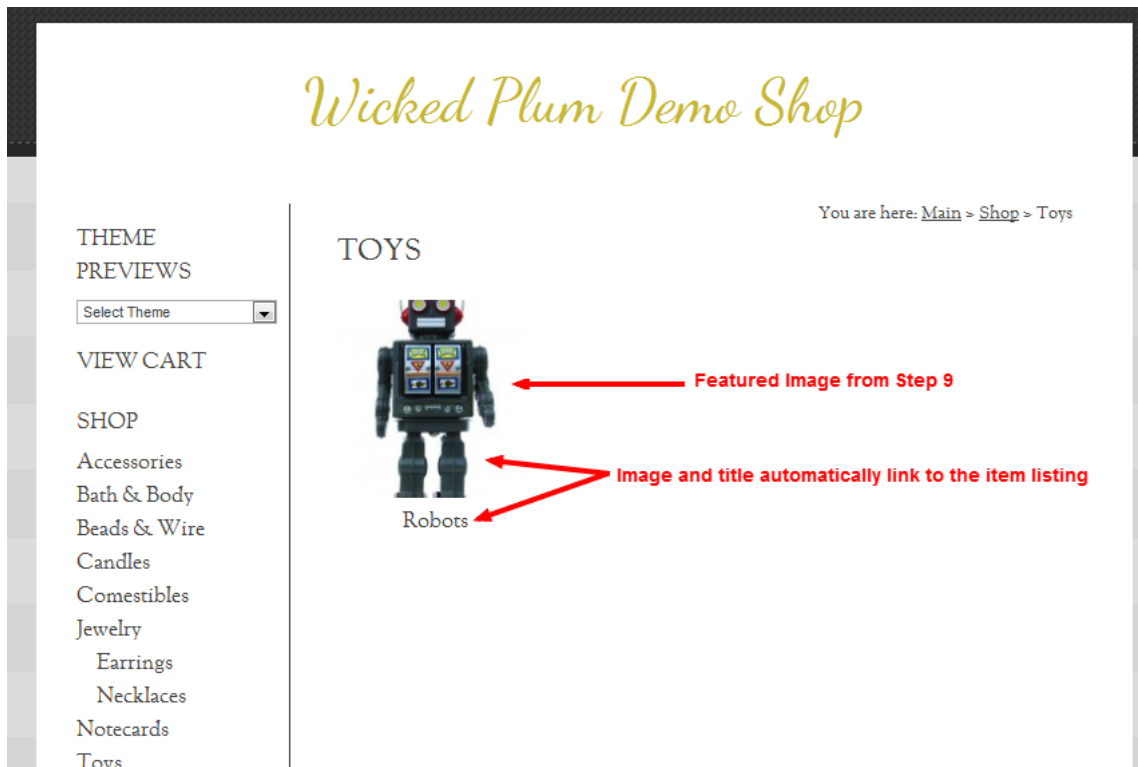 Wicked Plum Demo Shop
You are here: Main > Shop > Toys
THEME
PREVIEWS
Select Theme
VIEW CART
SHOP
Accessories
Bath & Body
Beads & Wire
Candles
Comestibles
Jewelry
Earrings
Necklaces
Notecards
Toys
TOYS
Featured Image from Step 9
Image and title automatically link to the item listing
Robots